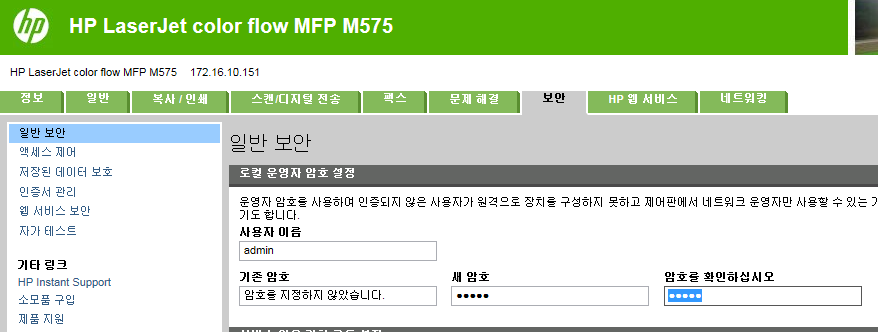 hp
HP LaserJet color flow MFP M575
HP LaserJet color flow MFP M575 172.16.10.151
정보 일반 복사 / 인쇄 스캔/디지털 전송 팩스 문제 해결 보안 HP 웹 서비스 네트워킹
일반 보안
액세스 제어
저장된 데이터 보호
인증서 관리
웹 서비스 보안
자가 테스트
기타 링크
HP Instant Support
소모품 구입
제품 지원
일반 보안
로컬 운영자 암호 설정
운영자 암호를 사용하여 인증되지 않은 사용자가 원격으로 장치를 구성하지 못하고 제어판에서 네트워크 운영자만 사용할 수 있는 기
기도 합니다.
사용자 이름
admin
기존 암호 새 암호 암호를 확인하십시오
암호를 지정하지 않았습니다. ●●●●● ●●●●●